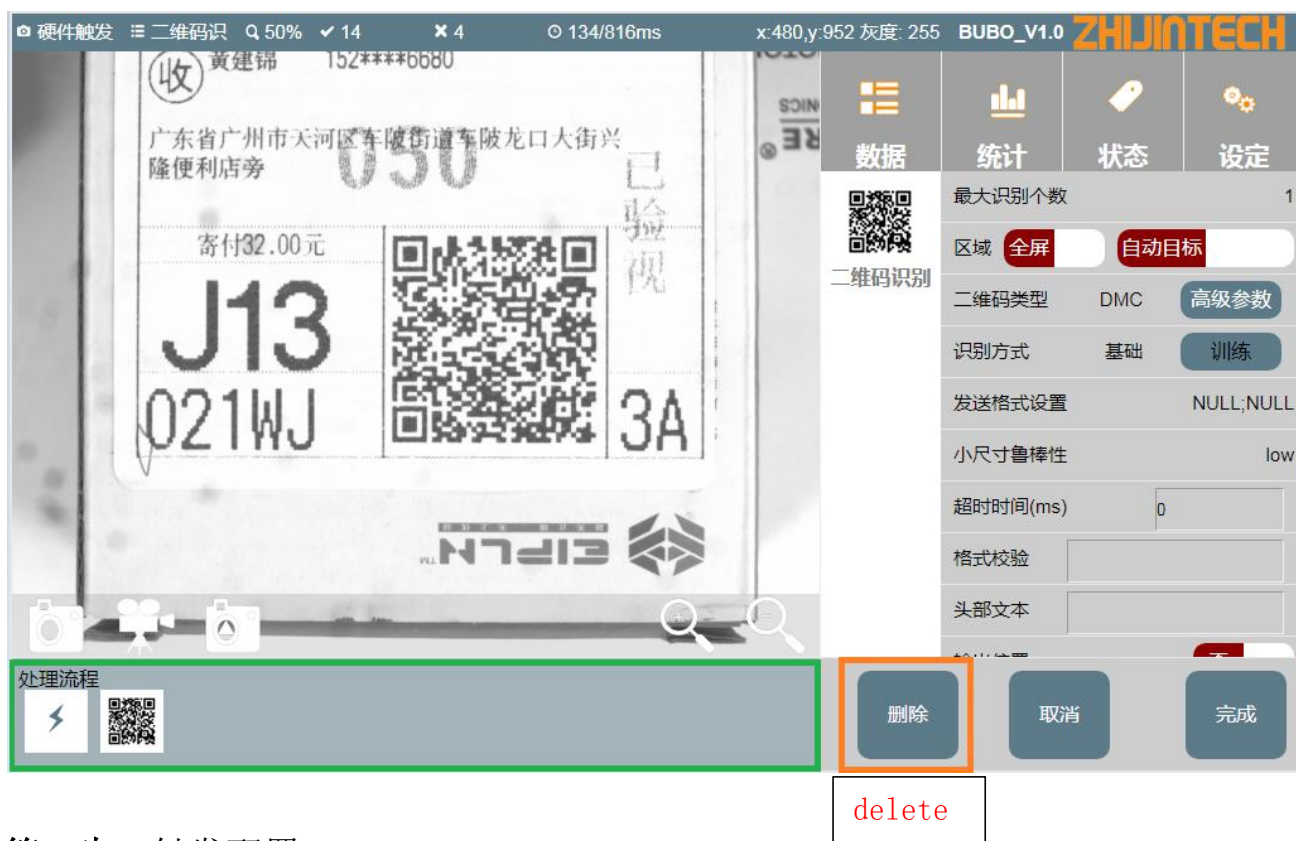 硬件触发 二维码识 50% 14 4 134/816ms x:480,y:952 灰度: 255 BUBO_V1.0 ZHIJINTECH
收 黄建锦 152****6680
广东省广州市天河区车陂街道车陂龙口大街兴
隆便利店旁
050
已验视
寄付32.00元
J13
021WJ
3A
EIPLN
数据 统计 状态 设定
二维码识别
最大识别个数 1
区域 全屏 自动目标
二维码类型 DMC 高级参数
识别方式 基础 训练
发送格式设置 NULL;NULL
小尺寸鲁棒性 low
超时时间(ms) 0
格式校验
头部文本
处理流程
删除 取消 完成
delete